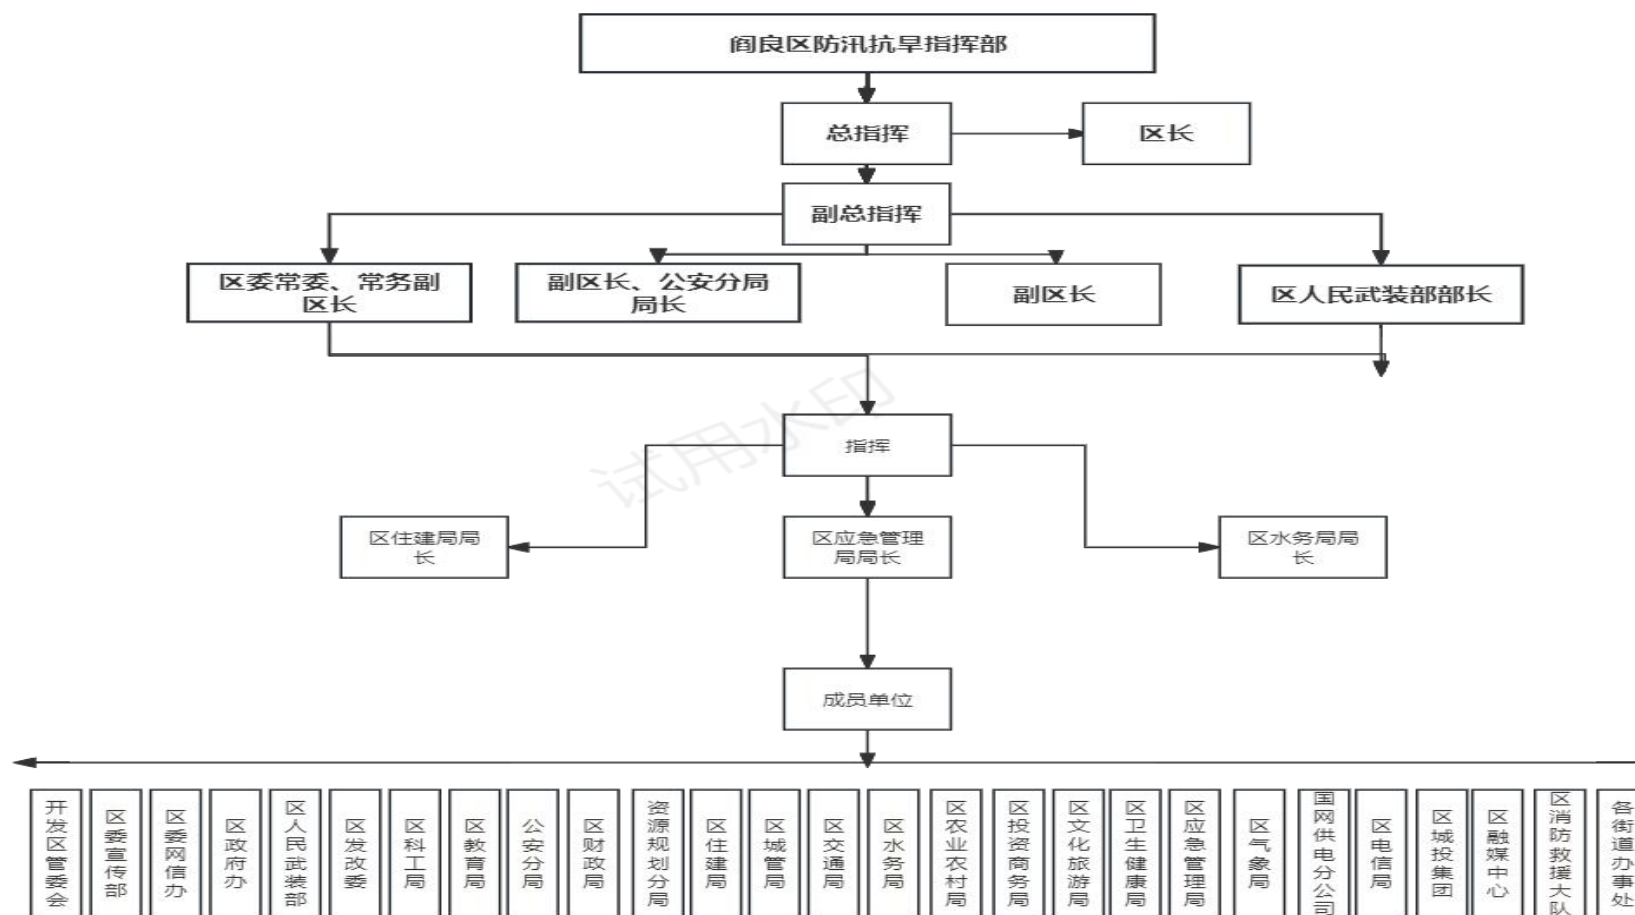 阎良区防汛抗旱指挥部
总指挥
区长
副总指挥
区委常委、常务副
区长
副区长、公安分局
局长
副区长
区人民武装部部长
试用水印
指挥
区住建局局
长
区应急管理
局局长
区水务局局
长
成员单位
开发区管委会
区委宣传部
区委网信办
区政府办
区人民武装部
区发改委
区科工局
区教育局
公安分局
区财政局
资源规划分局
区住建局
区城管局
区交通局
区水务局
区农业农村局
区投资商务局
区文化旅游局
区卫生健康局
区应急管理局
区气象局
国网供电分公司
区电信局
区城投集团
区融媒中心
区消防救援大队
各街道办事处